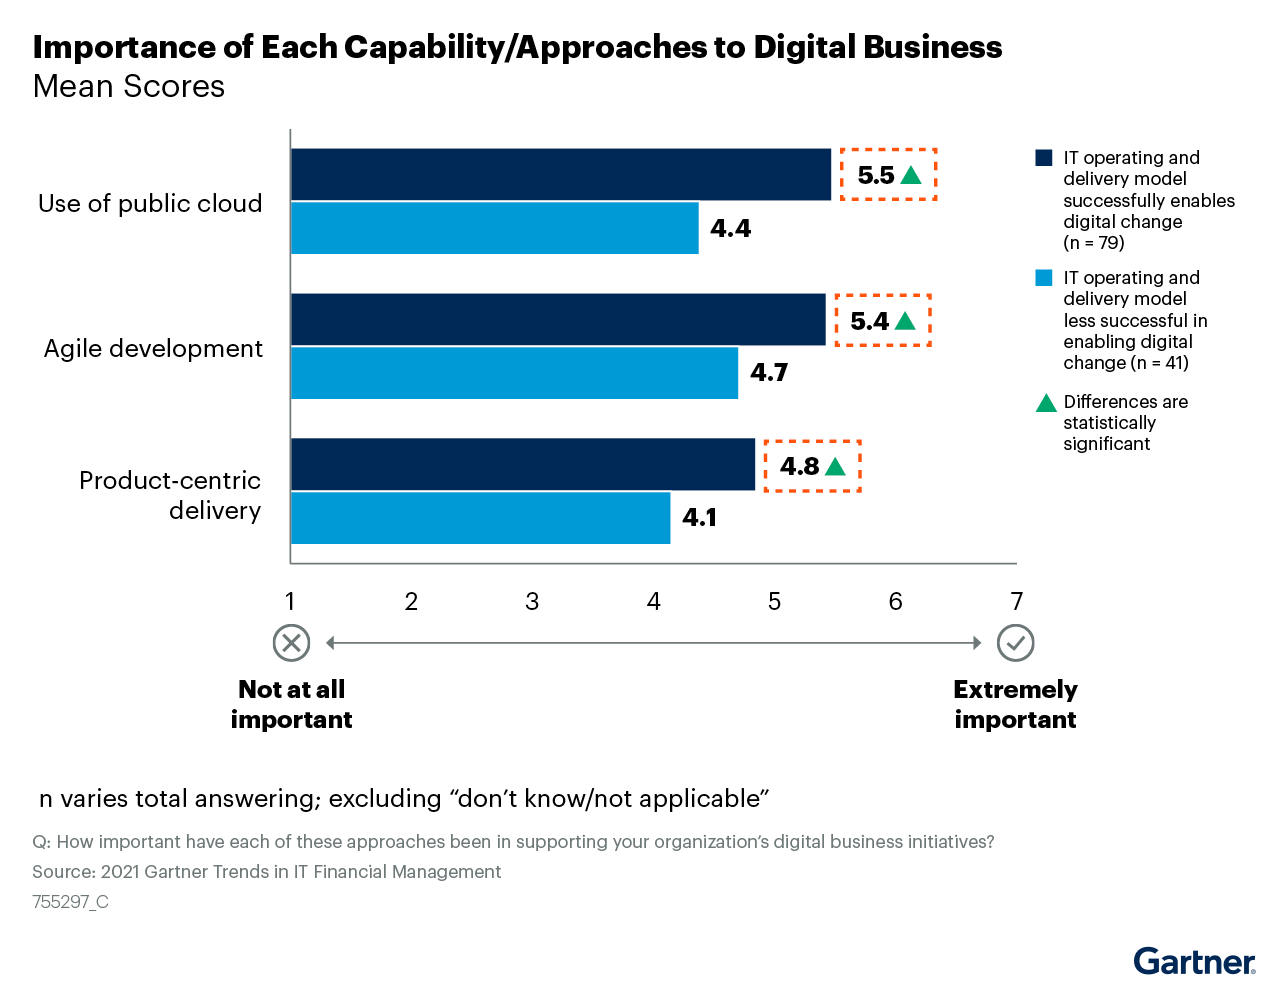 Importance of Each Capability/Approaches to Digital Business
Mean Scores
Use of public cloud
5.5
4.4
Agile development
5.4
4.7
Product-centric
delivery
4.8
4.1
1 2 3 4 5 6 7
Not at all
important
Extremely
important
IT operating and
delivery model
successfully enables
digital change
(n = 79)
IT operating and
delivery model
less successful in
enabling digital
change (n = 41)
Differences are
statistically
significant
n varies total answering; excluding “don’t know/not applicable”
Q: How important have each of these approaches been in supporting your organization’s digital business initiatives?
Source: 2021 Gartner Trends in IT Financial Management
755297_C
Gartner®